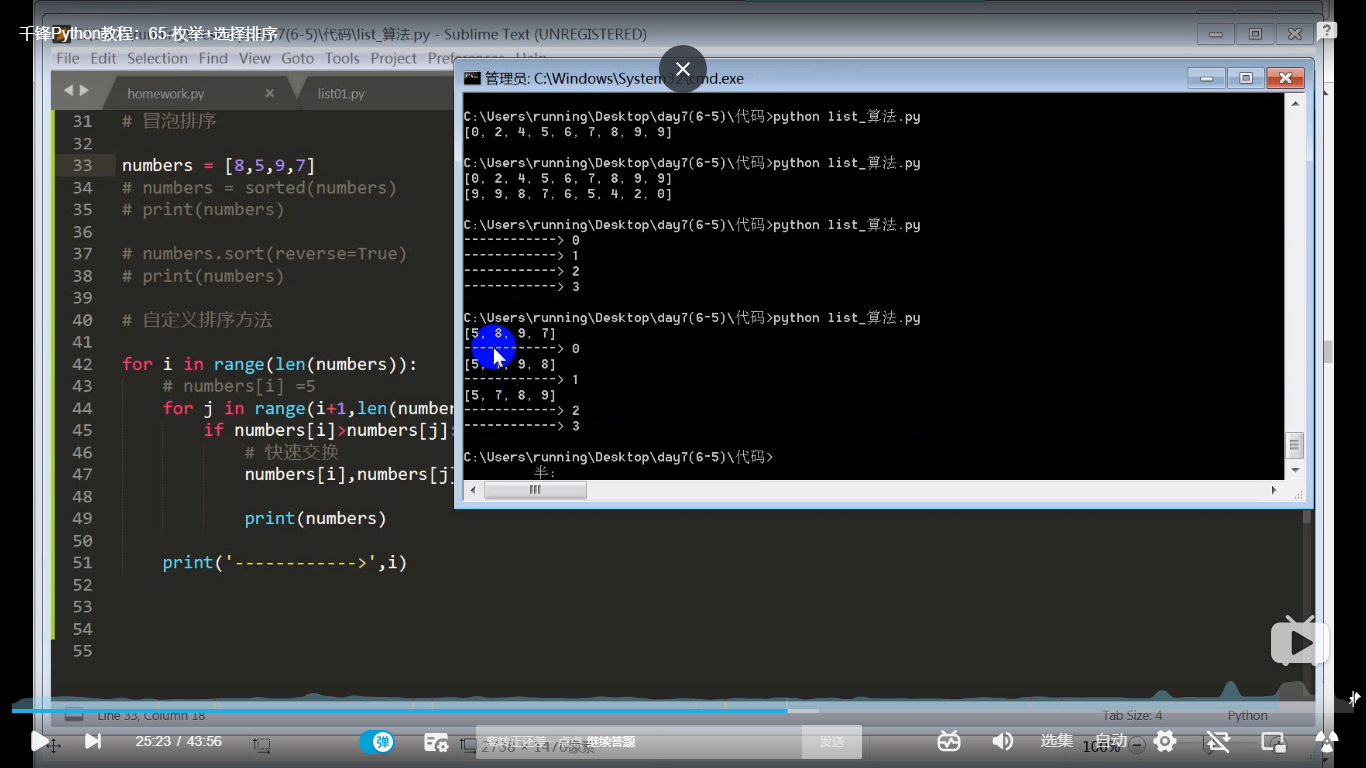 千锋Python教程：65-枚举+选择排序
7(6-5)\代码\list_算法.py - Sublime Text (UNREGISTERED)
File Edit Selection Find View Goto Tools Project
homework.py
list01.py
31 # 冒泡排序
32
33 numbers = [8,5,9,7]
34 # numbers = sorted(numbers)
35 # print(numbers)
36
37 # numbers.sort(reverse=True)
38 # print(numbers)
39
40 # 自定义排序方法
41
42 for i in range(len(numbers)):
43 # numbers[i] =5
44 for j in range(i+1,len(number
45 if numbers[i]>numbers[j]:
46 # 快速交换
47 numbers[i],numbers[j]
48
49 print(numbers)
50
51 print('------------>',i)
52
53
54
55
管理员: C:\Windows\System32\cmd.exe
C:\Users\running\Desktop\day7(6-5)\代码>python list_算法.py
[0, 2, 4, 5, 6, 7, 8, 9, 9]
C:\Users\running\Desktop\day7(6-5)\代码>python list_算法.py
[0, 2, 4, 5, 6, 7, 8, 9, 9]
[9, 9, 8, 7, 6, 5, 4, 2, 0]
C:\Users\running\Desktop\day7(6-5)\代码>python list_算法.py
------------> 0
------------> 1
------------> 2
------------> 3
C:\Users\running\Desktop\day7(6-5)\代码>python list_算法.py
[5, 8, 9, 7]
------------> 0
[5, 7, 9, 8]
------------> 1
[5, 7, 8, 9]
------------> 2
------------> 3
C:\Users\running\Desktop\day7(6-5)\代码>
半:
Line 33, Column 18
Tab Size: 4
Python
25:23 / 43:56
弹
继续答题
发送
选集
自动
100%